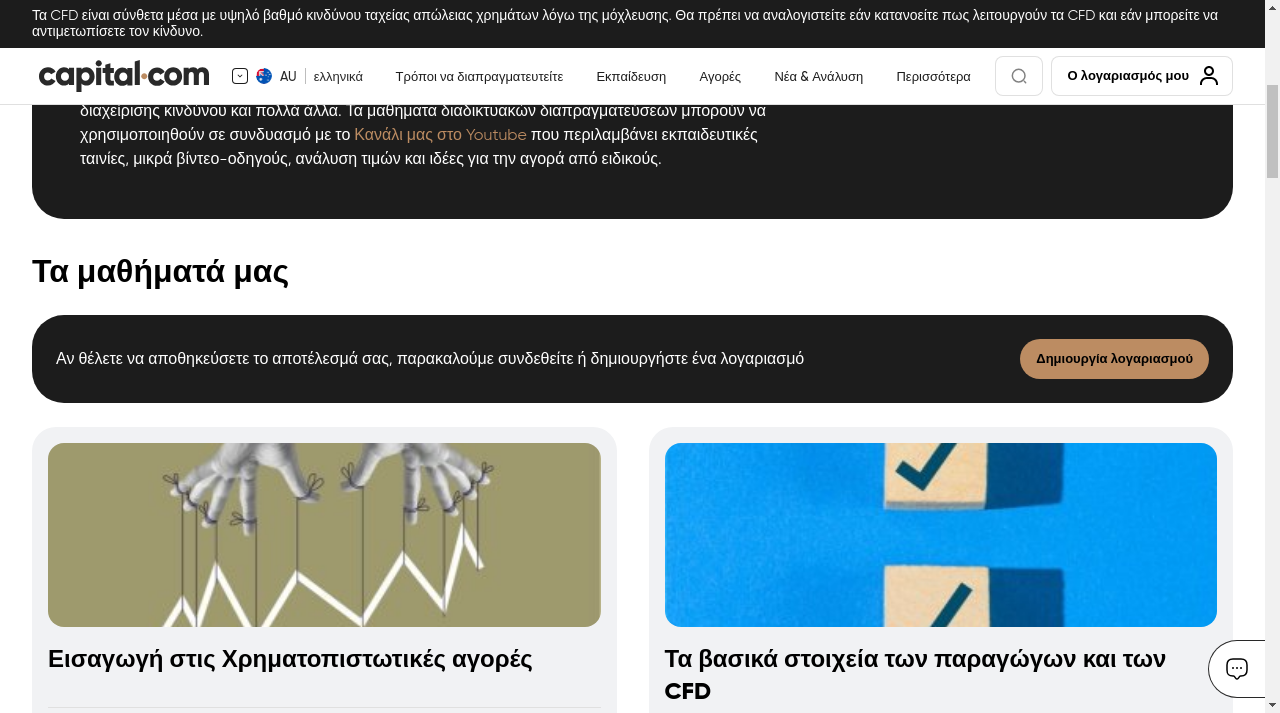 Τα CFD είναι σύνθετα μέσα με υψηλό βαθμό κινδύνου ταχείας απώλειας χρημάτων λόγω της μόχλευσης. Θα πρέπει να αναλογιστείτε εάν κατανοείτε πως λειτουργούν τα CFD και εάν μπορείτε να
αντιμετωπίσετε τον κίνδυνο.
capital.com
AU
ελληνικά
Τρόποι να διαπραγματευτείτε
Εκπαίδευση
Αγορές
Νέα & Ανάλυση
Περισσότερα
Ο λογαριασμός μου
διαχείρισης κινδύνου και πολλά άλλα. Τα μαθήματα διαδικτυακών διαπραγματεύσεων μπορούν να
χρησιμοποιηθούν σε συνδυασμό με το Κανάλι μας στο Youtube που περιλαμβάνει εκπαιδευτικές
ταινίες, μικρά βίντεο-οδηγούς, ανάλυση τιμών και ιδέες για την αγορά από ειδικούς.
Τα μαθήματά μας
Αν θέλετε να αποθηκεύσετε το αποτέλεσμά σας, παρακαλούμε συνδεθείτε ή δημιουργήστε ένα λογαριασμό
Δημιουργία λογαριασμού
Εισαγωγή στις Χρηματοπιστωτικές αγορές
Τα βασικά στοιχεία των παραγώγων και των
CFD